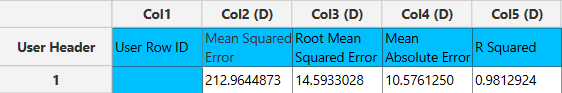 Col1 Col2 (D) Col3 (D) Col4 (D) Col5 (D)
User Header User Row ID Mean Squared Error Root Mean Squared Error Mean Absolute Error R Squared
1 212.9644873 14.5933028 10.5761250 0.9812924